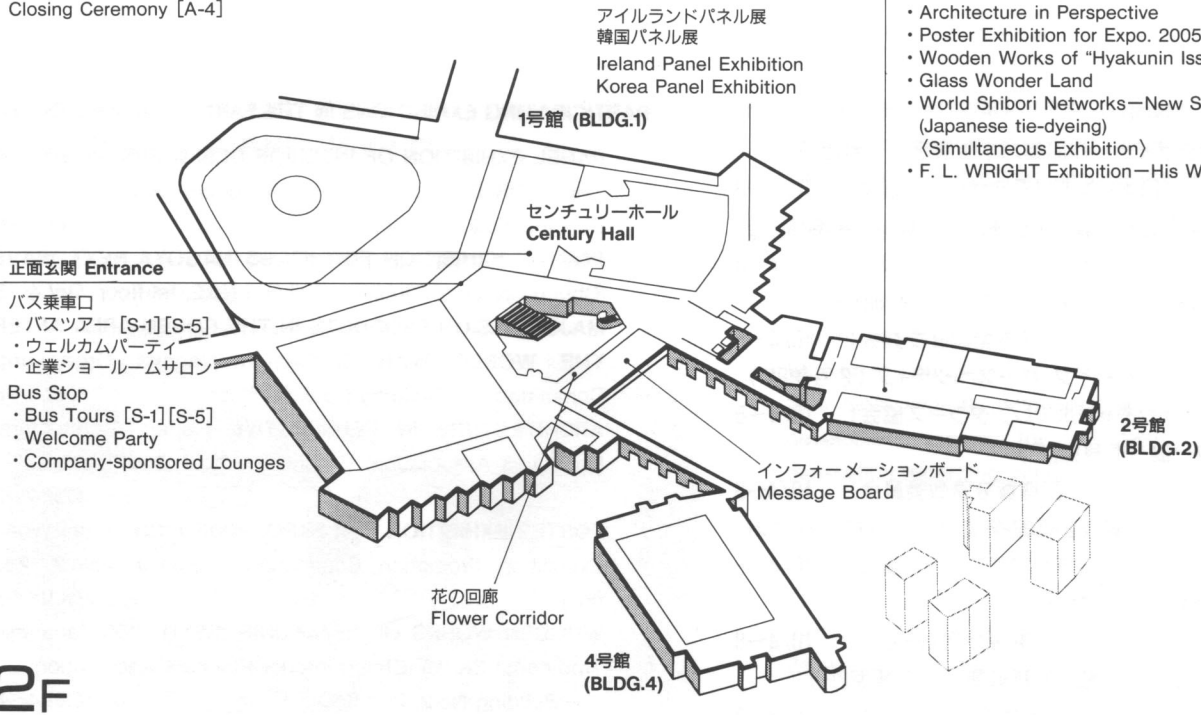 Closing Ceremony [A-4]
アイルランドパネル展
韓国パネル展
Ireland Panel Exhibition
Korea Panel Exhibition
・Architecture in Perspective
・Poster Exhibition for Expo. 2005
・Wooden Works of “Hyakunin Iss
・Glass Wonder Land
・World Shibori Networks—New S
(Japanese tie-dyeing)
〈Simultaneous Exhibition〉
・F. L. WRIGHT Exhibition—His W
1号館 (BLDG.1)
センチュリーホール
Century Hall
正面玄関 Entrance
バス乗車口
・バスツアー [S-1][S-5]
・ウェルカムパーティ
・企業ショールームサロン
Bus Stop
・Bus Tours [S-1][S-5]
・Welcome Party
・Company-sponsored Lounges
2号館
(BLDG.2)
インフォーメーションボード
Message Board
花の回廊
Flower Corridor
4号館
(BLDG.4)
2F